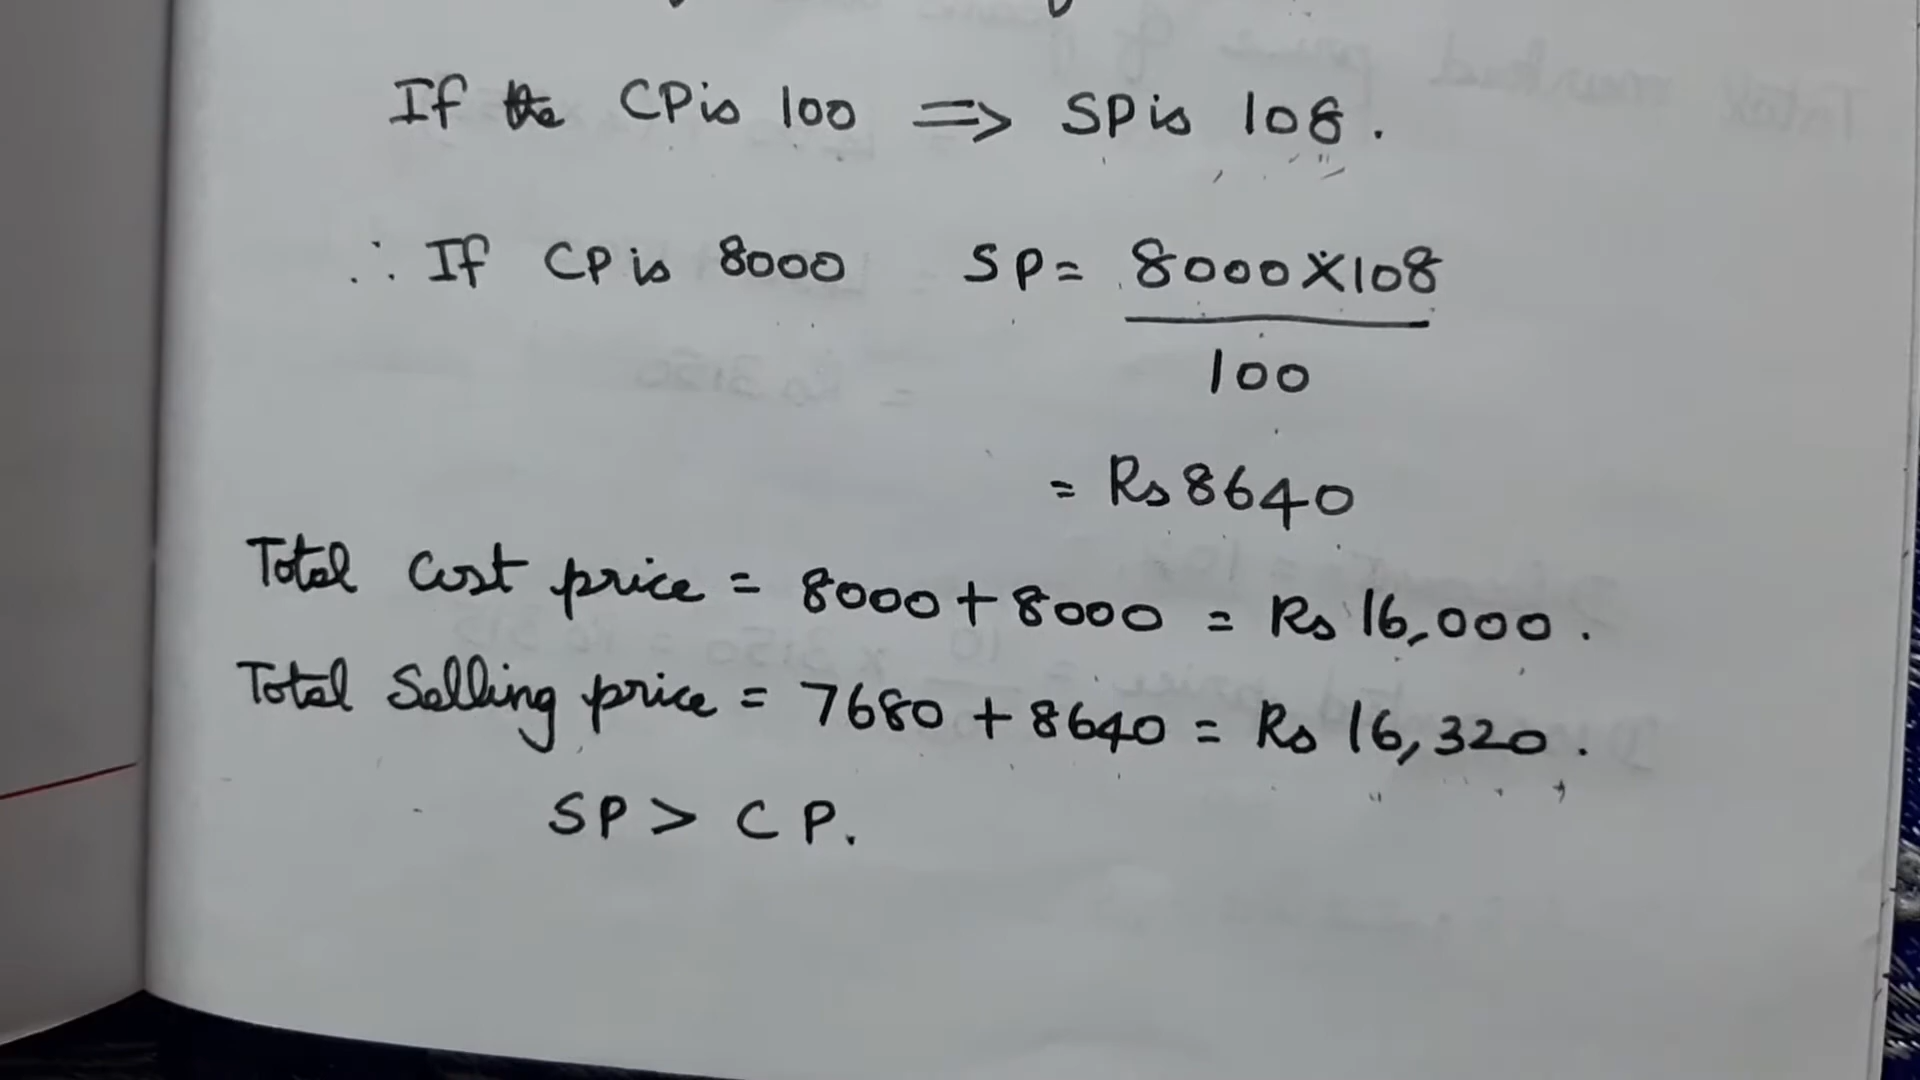 If the CP is 100 => SP is 108.
∴ If CP is 8000 SP = 8000 × 108
100
= Rs 8640
Total Cost price = 8000 + 8000 = Rs 16,000.
Total Selling price = 7680 + 8640 = Rs 16,320.
SP > CP.